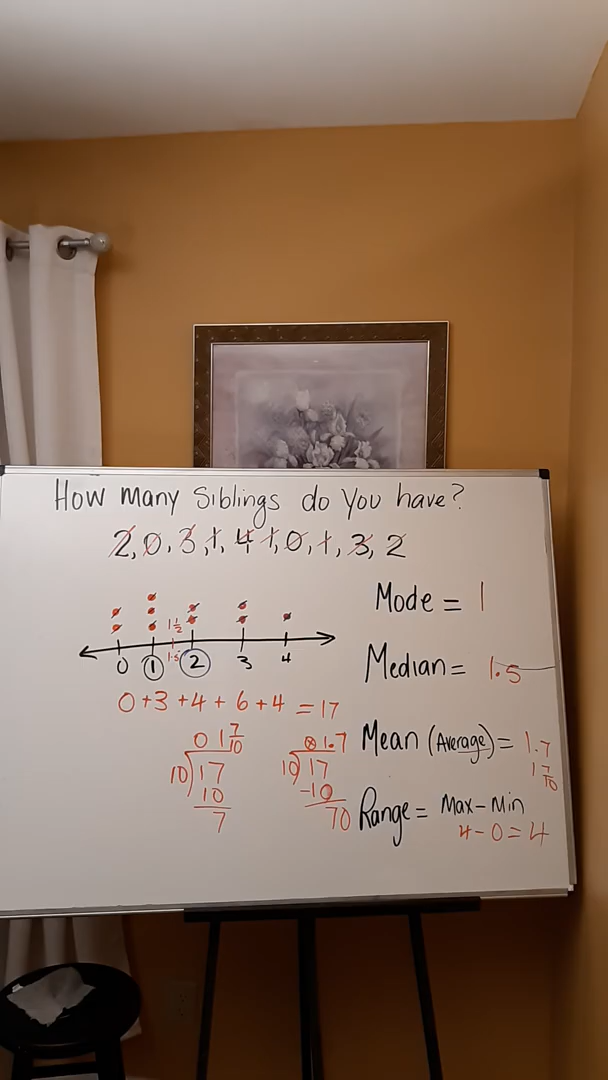 How many Siblings do You have?
2, 0, 3, 1, 4, 1, 0, 1, 3, 2
Mode = 1
1 1/2
1.5
0 1 2 3 4
Median = 1.5
0 + 3 + 4 + 6 + 4 = 17
Mean (Average) = 1.7
1 7/10
0 1 7/10
10)17
10
7
0 1.7
10)17
-10
70
Range = Max - Min
4 - 0 = 4